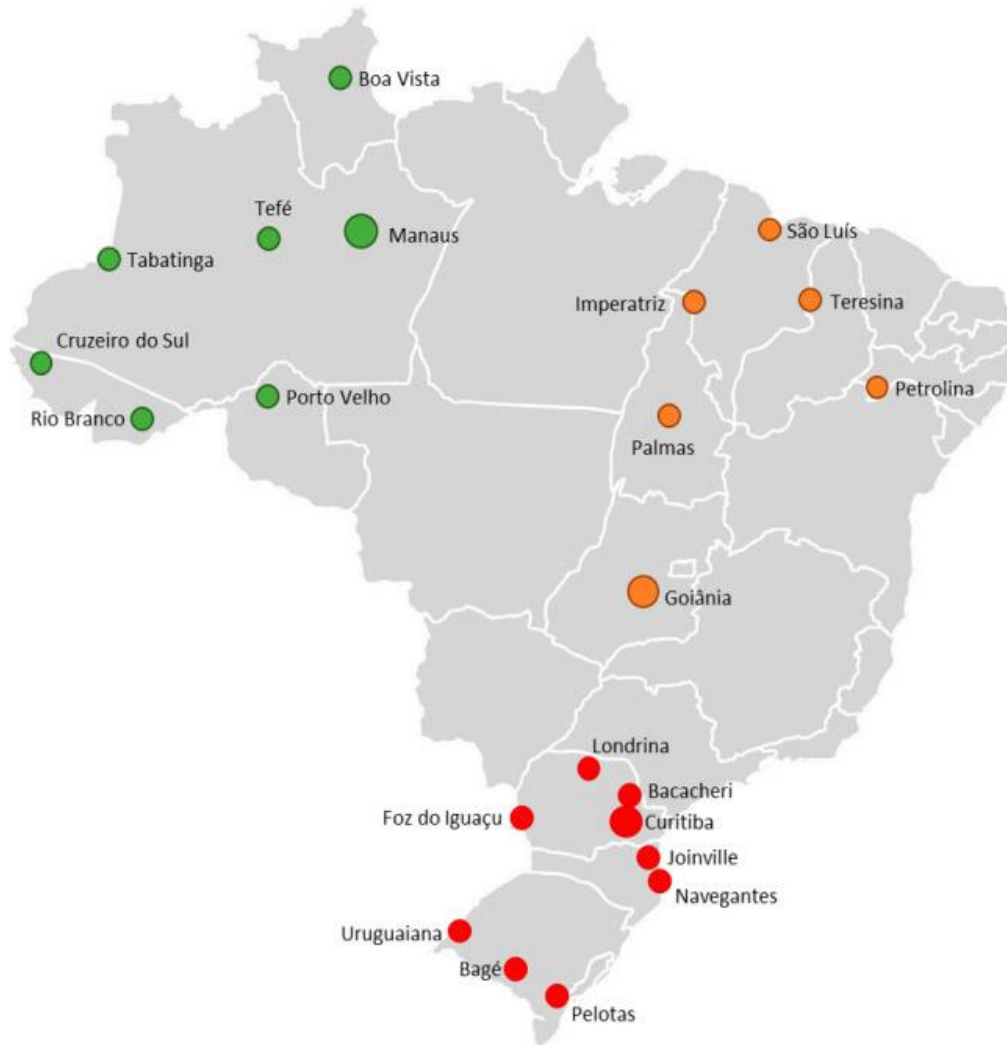 Boa Vista
Tefé
Manaus
São Luís
Tabatinga
Imperatriz
Teresina
Cruzeiro do Sul
Petrolina
Porto Velho
Rio Branco
Palmas
Goiânia
Londrina
Bacacheri
Foz do Iguaçu
Curitiba
Joinville
Navegantes
Uruguaiana
Bagé
Pelotas